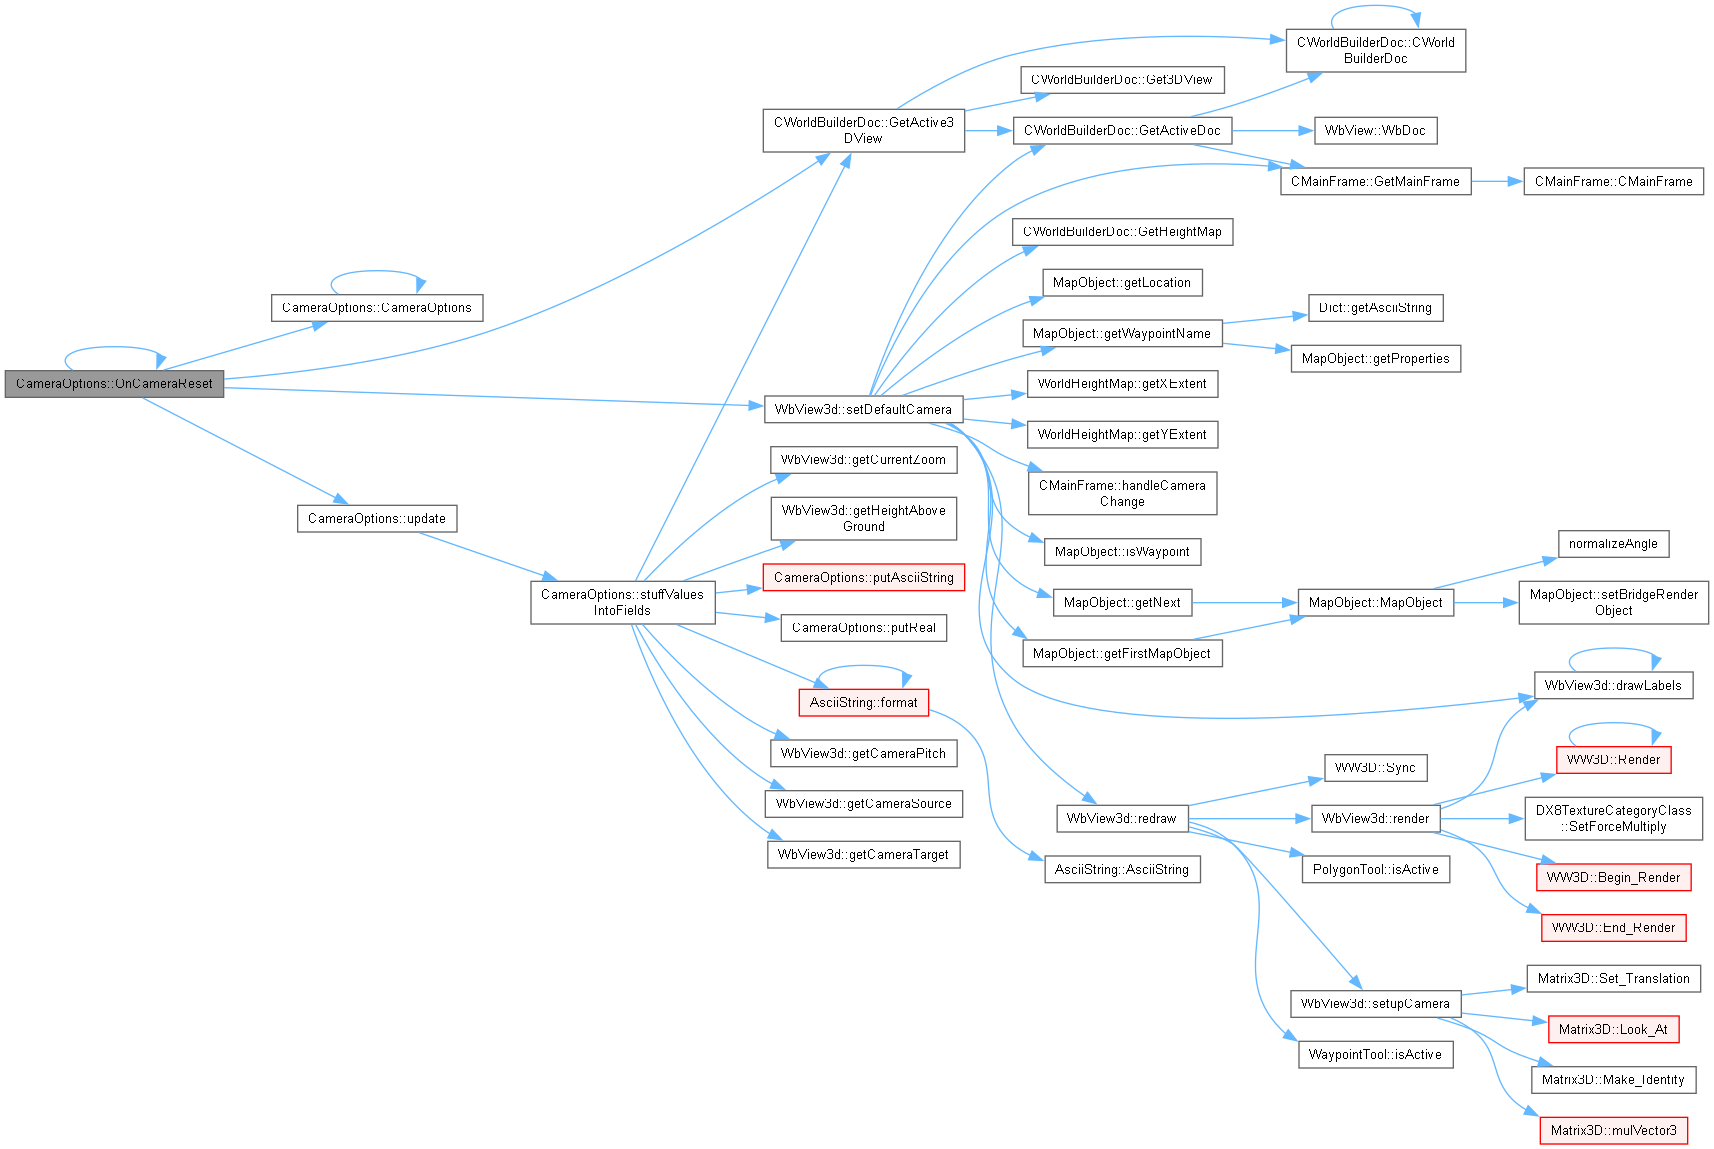 CameraOptions::OnCameraReset
CameraOptions::CameraOptions
CameraOptions::update
CameraOptions::stuffValues
IntoFields
CWorldBuilderDoc::GetActive3
DView
WbView3d::setDefaultCamera
WbView3d::getCurrentZoom
WbView3d::getHeightAbove
Ground
CameraOptions::putAsciiString
CameraOptions::putReal
AsciiString::format
WbView3d::getCameraPitch
WbView3d::getCameraSource
WbView3d::getCameraTarget
CWorldBuilderDoc::Get3DView
CWorldBuilderDoc::GetActiveDoc
CWorldBuilderDoc::GetHeightMap
MapObject::getLocation
MapObject::getWaypointName
WorldHeightMap::getXExtent
WorldHeightMap::getYExtent
CMainFrame::handleCamera
Change
MapObject::isWaypoint
MapObject::getNext
MapObject::getFirstMapObject
WbView3d::redraw
AsciiString::AsciiString
CWorldBuilderDoc::CWorld
BuilderDoc
WbView::WbDoc
CMainFrame::GetMainFrame
CMainFrame::CMainFrame
Dict::getAsciiString
MapObject::getProperties
MapObject::MapObject
normalizeAngle
MapObject::setBridgeRender
Object
WbView3d::drawLabels
WW3D::Sync
WbView3d::render
PolygonTool::isActive
WW3D::Render
DX8TextureCategoryClass
::SetForceMultiply
WW3D::Begin_Render
WW3D::End_Render
WbView3d::setupCamera
WaypointTool::isActive
Matrix3D::Set_Translation
Matrix3D::Look_At
Matrix3D::Make_Identity
Matrix3D::mulVector3